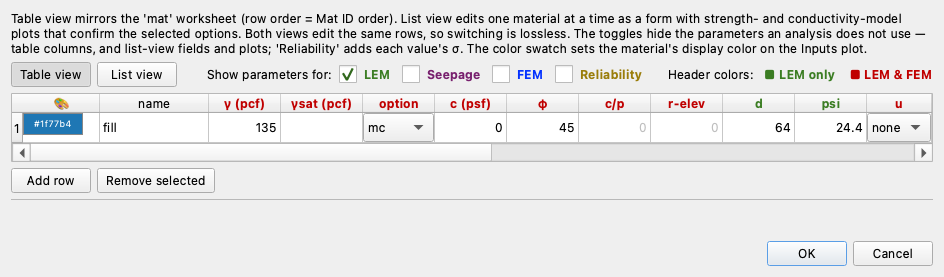 Table view mirrors the 'mat' worksheet (row order = Mat ID order). List view edits one material at a time as a form with strength- and conductivity-model
plots that confirm the selected options. Both views edit the same rows, so switching is lossless. The toggles hide the parameters an analysis does not use —
table columns, and list-view fields and plots; 'Reliability' adds each value's σ. The color swatch sets the material's display color on the Inputs plot.
Table view List view Show parameters for: LEM Seepage FEM Reliability Header colors: LEM only LEM & FEM
name γ (pcf) γsat (pcf) option c (psf) ϕ c/p r-elev d psi u
1 #1f77b4 fill 135 mc 0 45 0 0 64 24.4 none
Add row Remove selected
OK Cancel